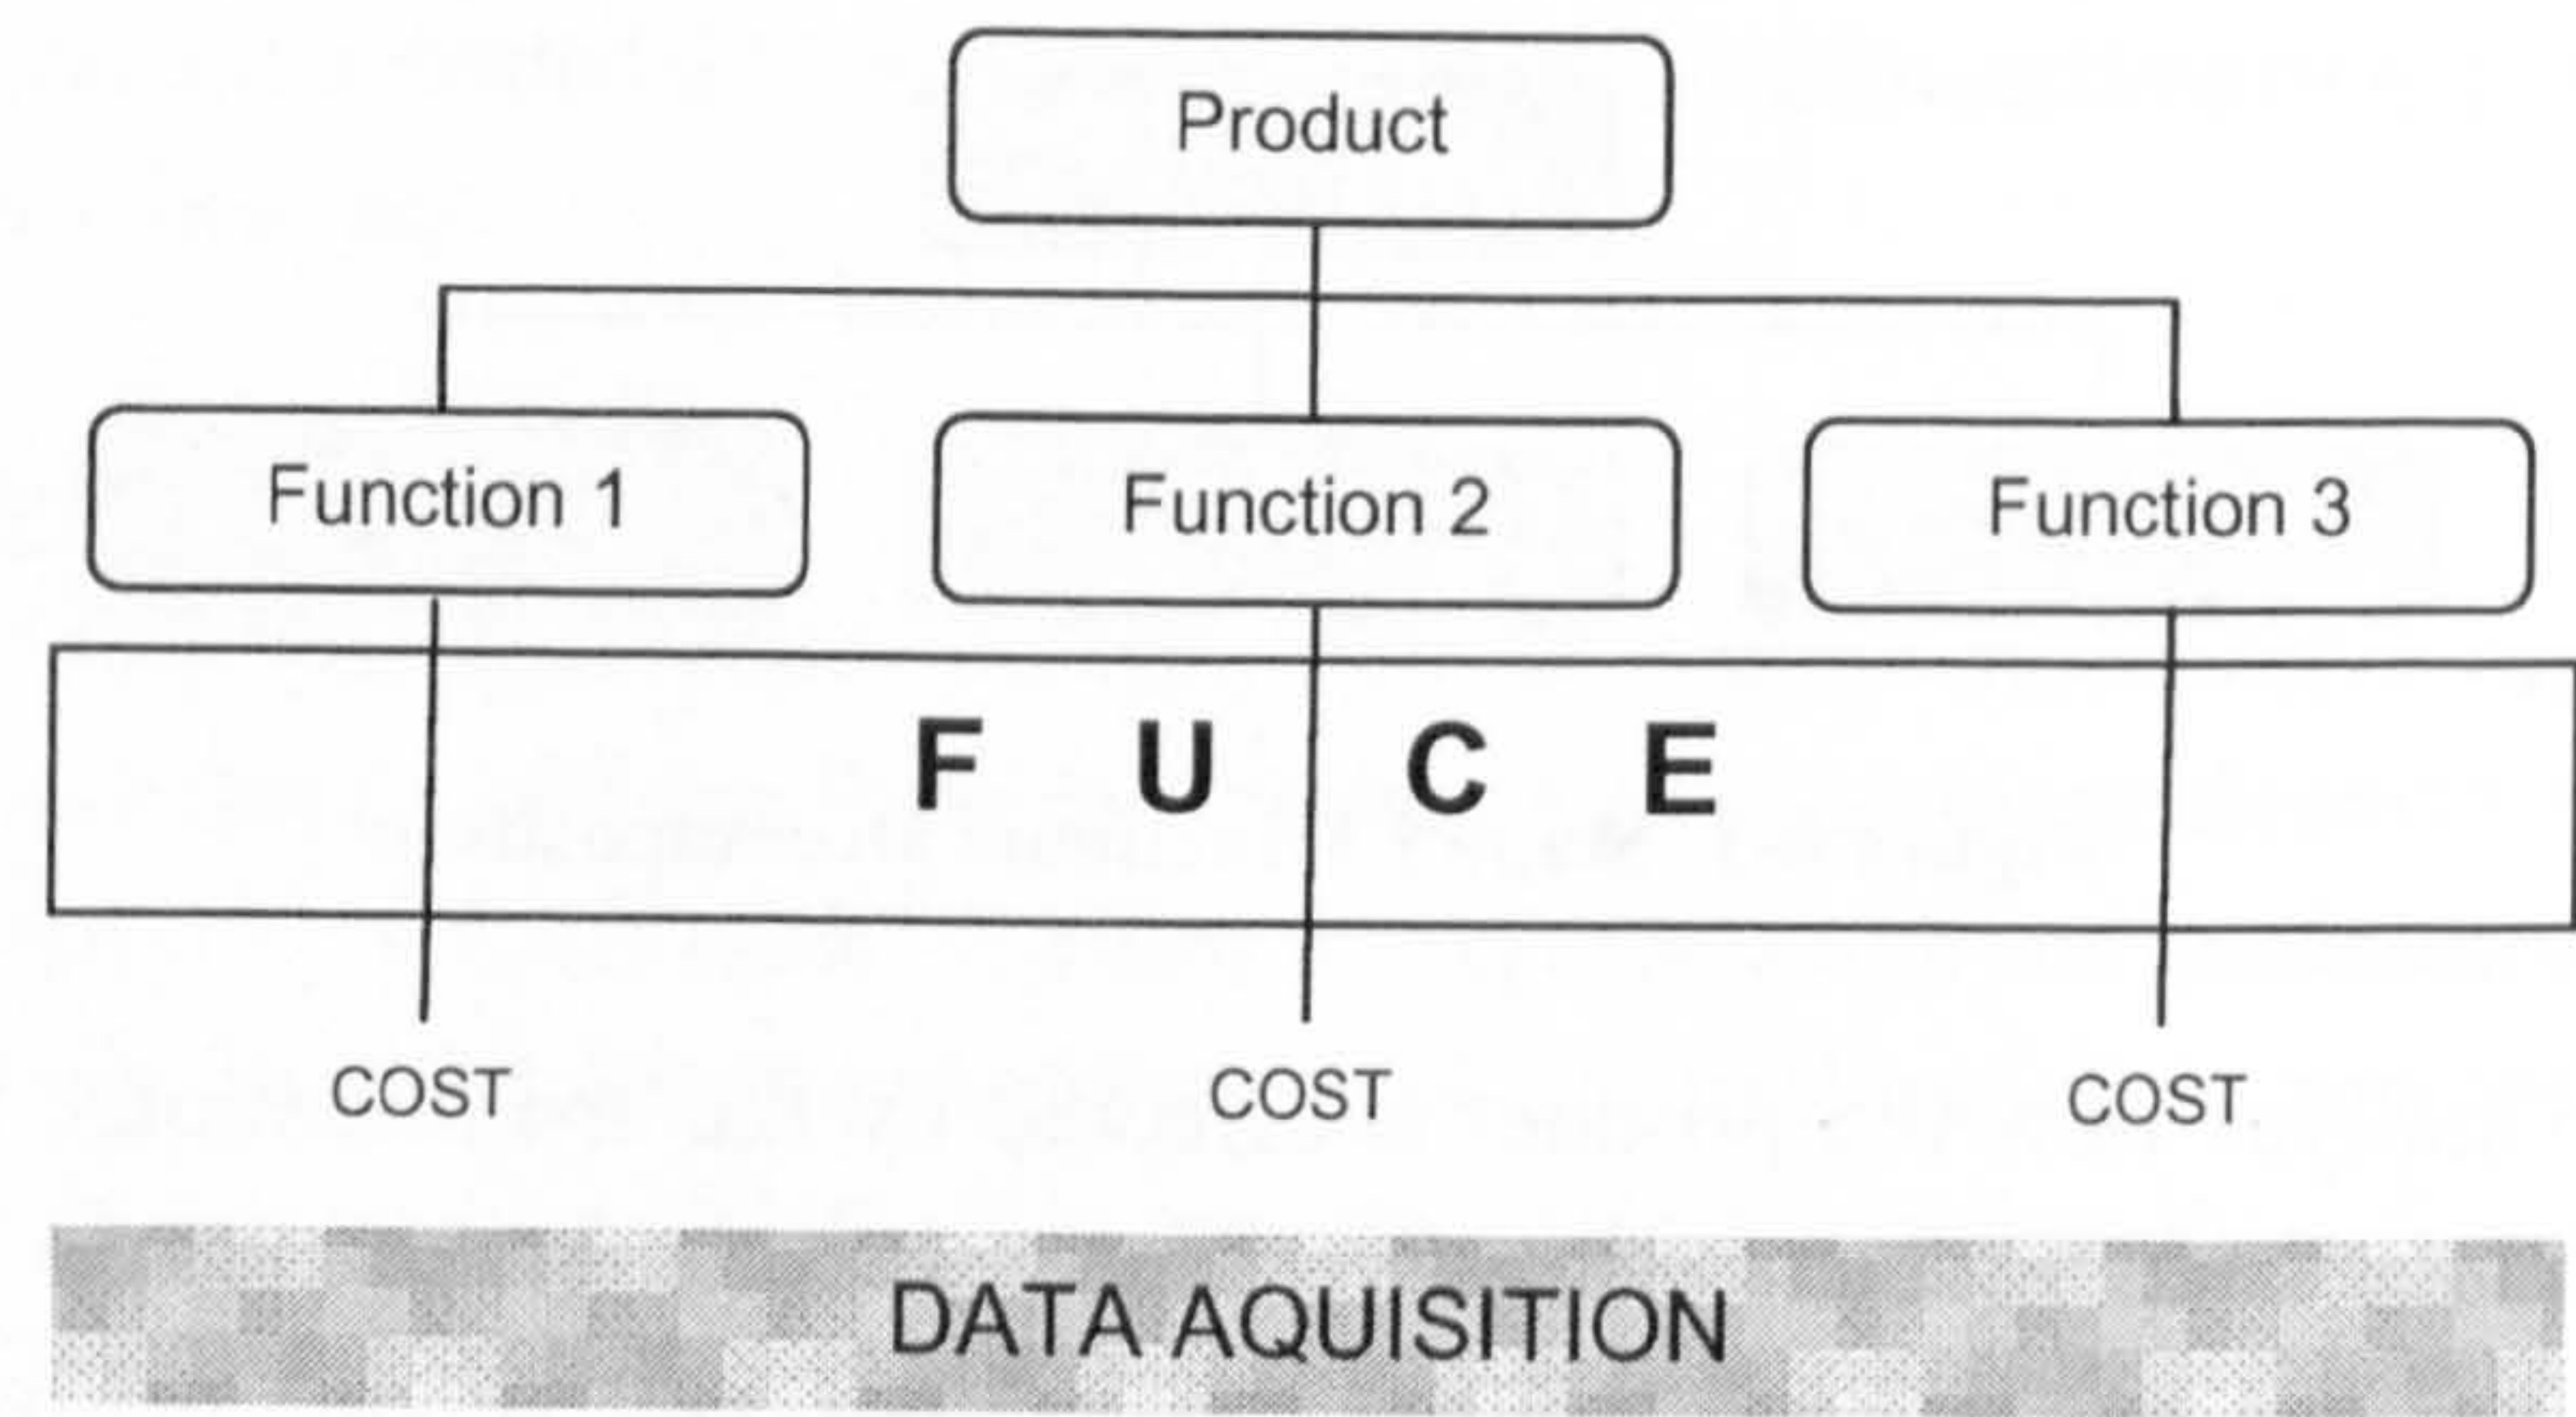 Product
Function 1 Function 2 Function 3
F U C E
COST COST COST
DATA AQUISITION